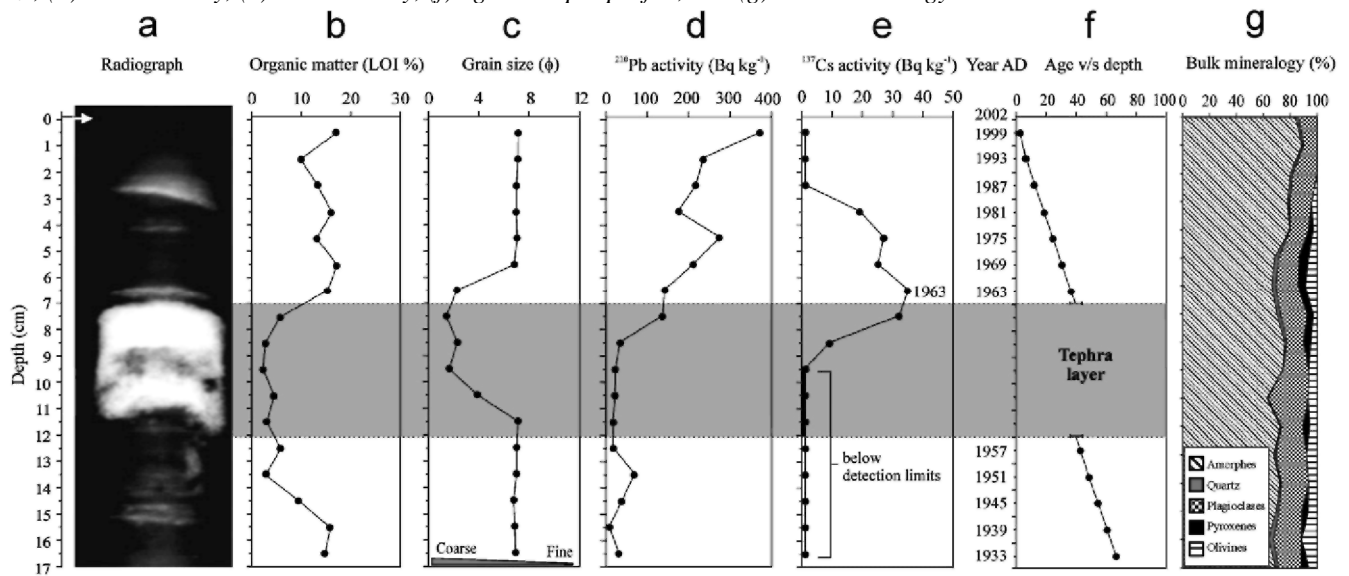 a b c d e f g
Radiograph Organic matter (LOI %) Grain size (ϕ) ²¹⁰Pb activity (Bq kg⁻¹) ¹³⁷Cs activity (Bq kg⁻¹) Year AD Age v/s depth Bulk mineralogy (%)
0 10 20 30 0 4 8 12 0 100 200 300 400 0 10 20 30 40 50 0 20 40 60 80 100 0 20 40 60 80 100
Depth (cm)
0 2002
1999
1 1993
2 1987
3 1981
4 1975
5 1969
6 1963 1963
7
8
9 Tephra
layer
10
11
12 1957
below
detection limits
13 1951
14 1945
15 1939
16 Coarse Fine 1933
17
Amorphes
Quartz
Plagioclases
Pyroxenes
Olivines